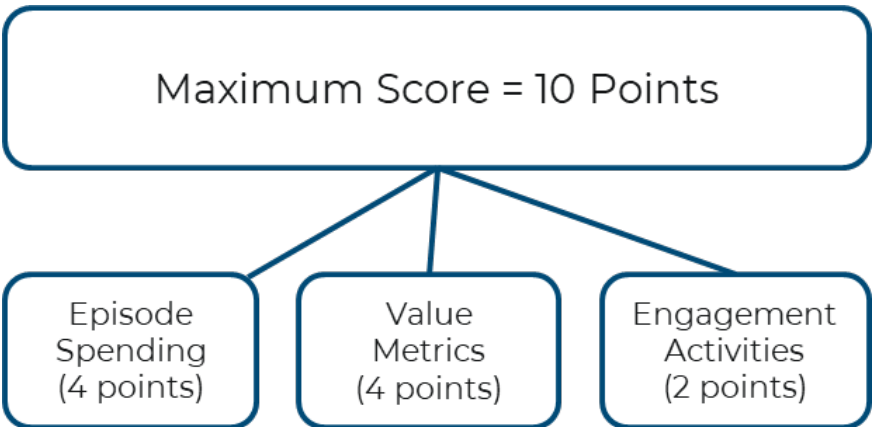 Maximum Score = 10 Points
Episode
Spending
(4 points)
Value
Metrics
(4 points)
Engagement
Activities
(2 points)